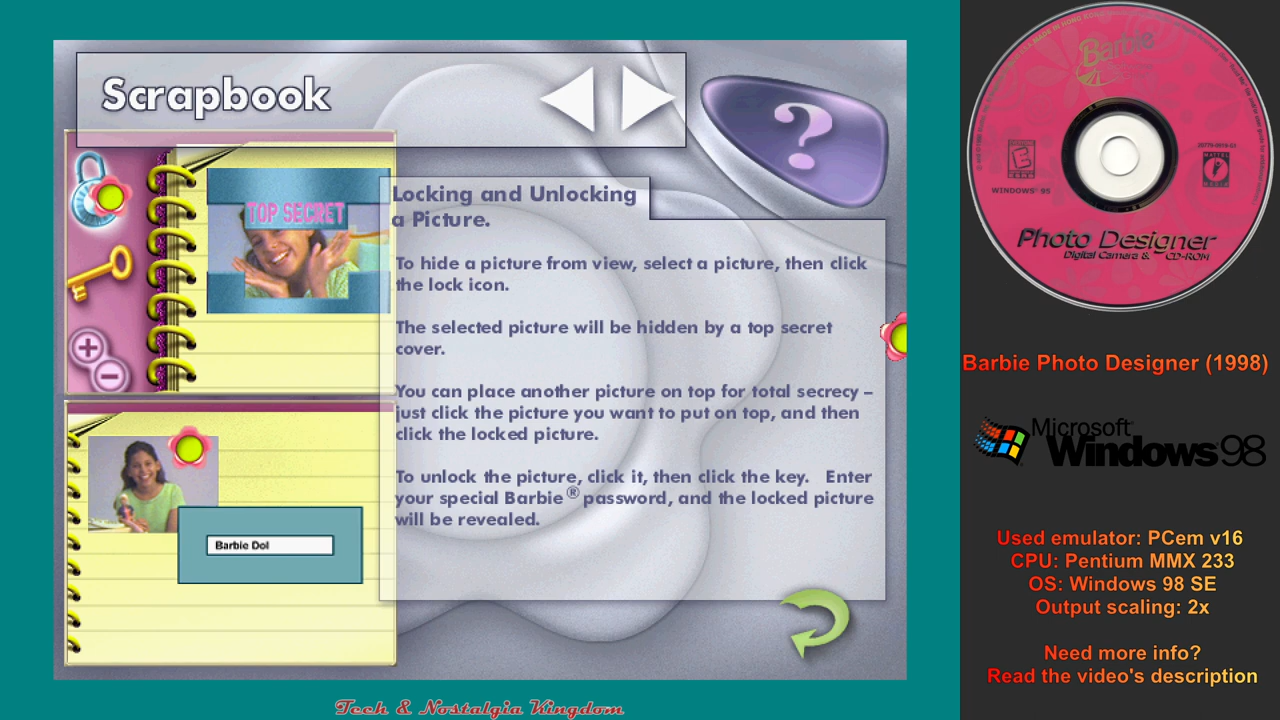 Scrapbook
?
TOP SECRET
Locking and Unlocking
a Picture.
To hide a picture from view, select a picture, then click
the lock icon.
The selected picture will be hidden by a top secret
cover.
You can place another picture on top for total secrecy –
just click the picture you want to put on top, and then
click the locked picture.
To unlock the picture, click it, then click the key. Enter
your special Barbie® password, and the locked picture
will be revealed.
Barbie Dol
Tech & Nostalgia Kingdom
Barbie
E
WINDOWS 95
MATTEL
MEDIA
Photo Designer
Digital Camera & CD-ROM
Barbie Photo Designer (1998)
Microsoft
Windows 98
Used emulator: PCem v16
CPU: Pentium MMX 233
OS: Windows 98 SE
Output scaling: 2x
Need more info?
Read the video's description